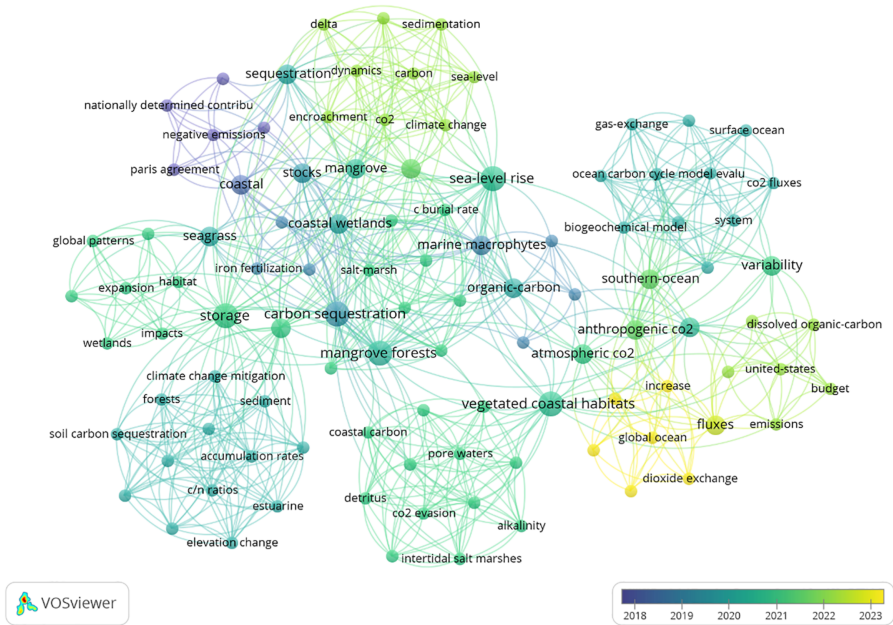 delta
sedimentation
sequestration
dynamics
carbon
sea-level
nationally determined contribu
encroachment
co2
climate change
negative emissions
gas-exchange
surface ocean
paris agreement
coastal
stocks
mangrove
sea-level rise
ocean carbon cycle model evalu
co2 fluxes
c burial rate
coastal wetlands
marine macrophytes
biogeochemical model
system
global patterns
seagrass
iron fertilization
salt-marsh
organic-carbon
southern-ocean
variability
expansion
habitat
storage
carbon sequestration
anthropogenic co2
dissolved organic-carbon
wetlands
impacts
mangrove forests
atmospheric co2
climate change mitigation
united-states
increase
budget
forests
sediment
vegetated coastal habitats
fluxes
emissions
soil carbon sequestration
coastal carbon
global ocean
accumulation rates
pore waters
c/n ratios
detritus
dioxide exchange
estuarine
co2 evasion
alkalinity
elevation change
intertidal salt marshes
VOSviewer
2018 2019 2020 2021 2022 2023